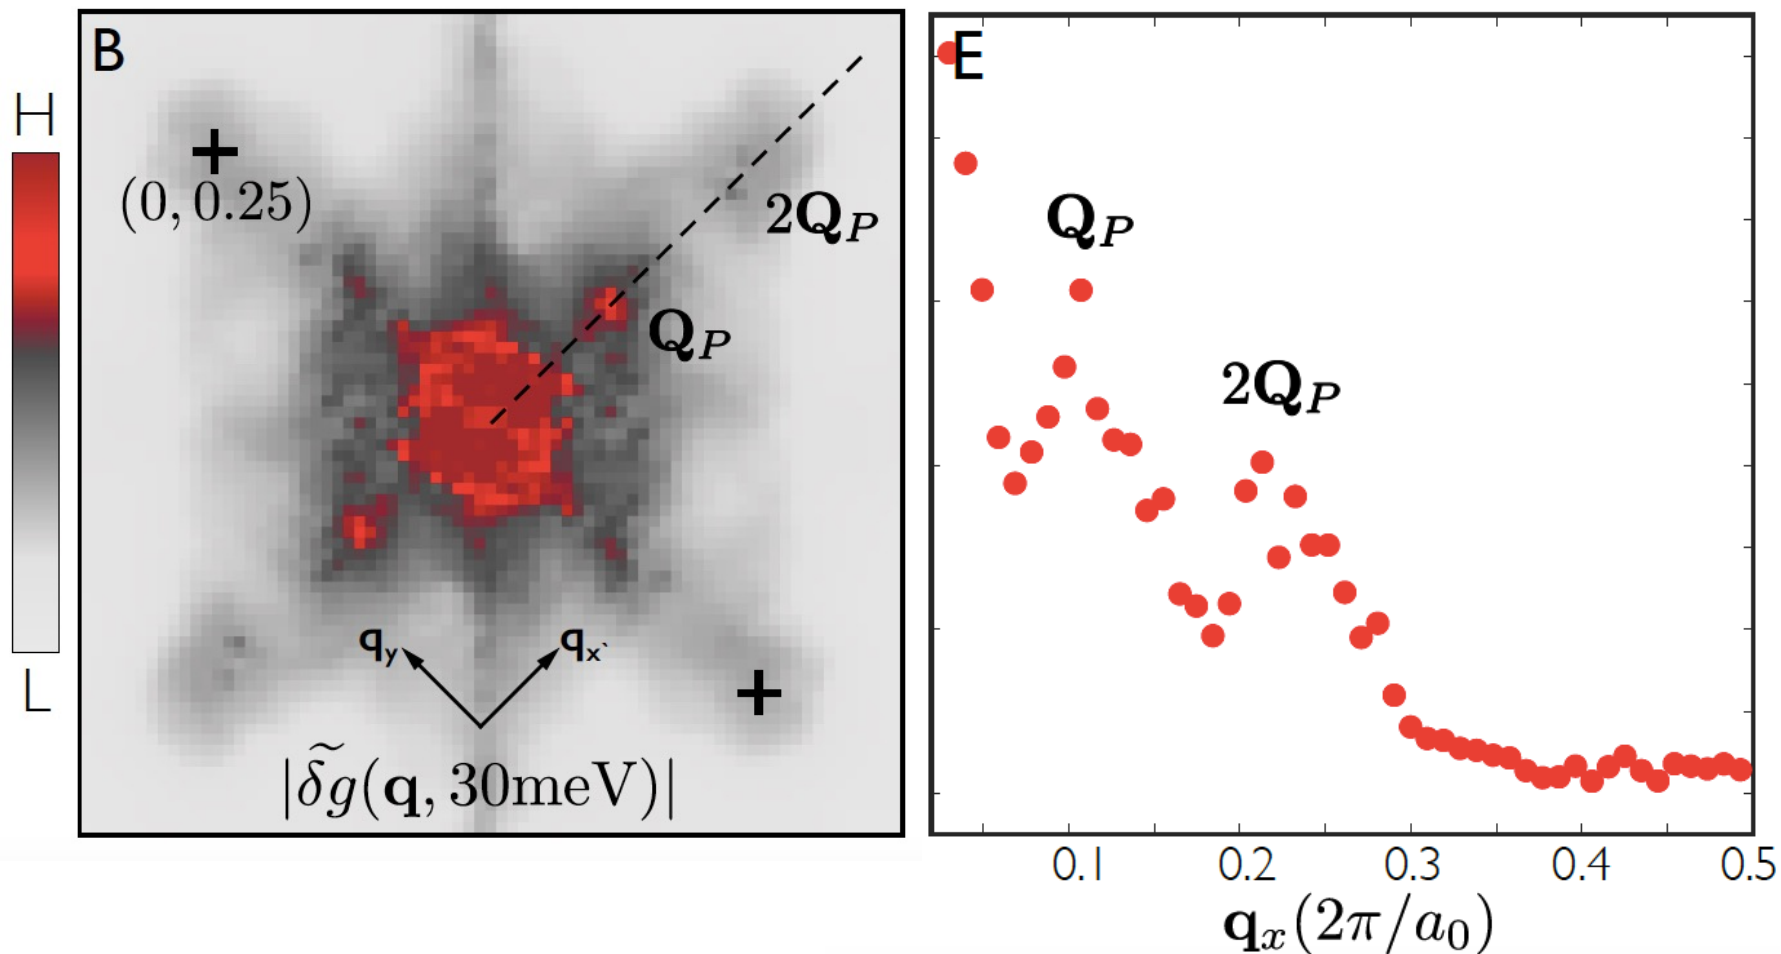 B
H
(0, 0.25)
2Q_P
Q_P
L
q_y
q_x`
|δ̃g(q, 30meV)|
E
Q_P
2Q_P
0.1 0.2 0.3 0.4 0.5
q_x(2π/a_0)